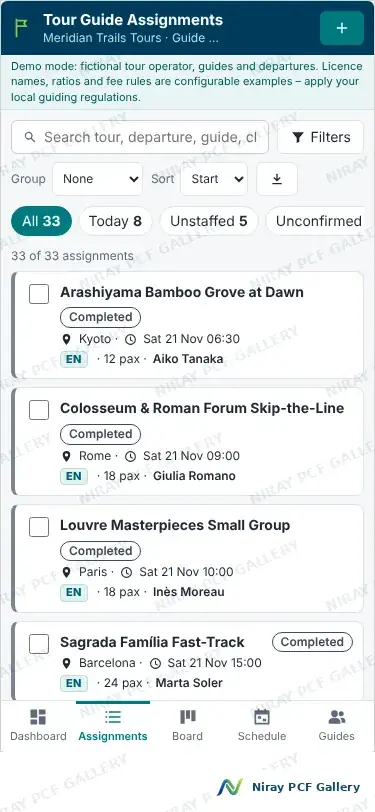 Tour Guide Assignments
Meridian Trails Tours · Guide ...
+
Demo mode: fictional tour operator, guides and departures. Licence
names, ratios and fee rules are configurable examples – apply your
local guiding regulations.
Search tour, departure, guide, cl
Filters
Group None Sort Start
All 33 Today 8 Unstaffed 5 Unconfirmed
33 of 33 assignments
Arashiyama Bamboo Grove at Dawn
Completed
Kyoto · Sat 21 Nov 06:30
EN · 12 pax · Aiko Tanaka
Colosseum & Roman Forum Skip-the-Line
Completed
Rome · Sat 21 Nov 09:00
EN · 18 pax · Giulia Romano
Louvre Masterpieces Small Group
Completed
Paris · Sat 21 Nov 10:00
EN · 18 pax · Inès Moreau
Sagrada Família Fast-Track Completed
Barcelona · Sat 21 Nov 15:00
EN · 24 pax · Marta Soler
Dashboard Assignments Board Schedule Guides
Niray PCF Gallery
NIRAY PCF GALLERY